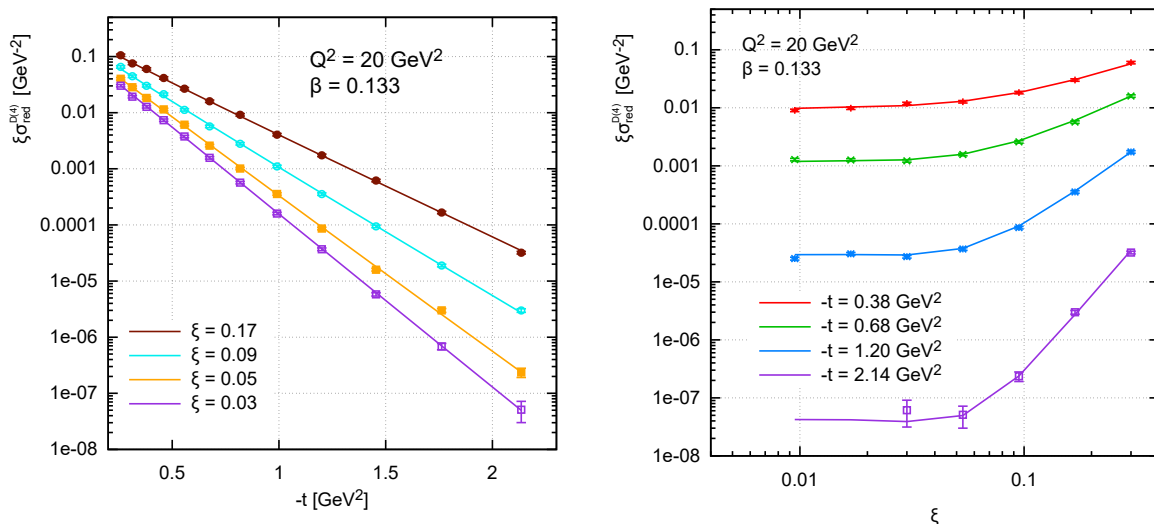 Q² = 20 GeV²
β = 0.133
ξσ_red^D(4) [GeV⁻²]
0.1
0.01
0.001
0.0001
1e-05
1e-06
1e-07
1e-08
ξ = 0.17
ξ = 0.09
ξ = 0.05
ξ = 0.03
0.5
1
1.5
2
-t [GeV²]
Q² = 20 GeV²
β = 0.133
ξσ_red^D(4) [GeV⁻²]
0.1
0.01
0.001
0.0001
1e-05
1e-06
1e-07
1e-08
-t = 0.38 GeV²
-t = 0.68 GeV²
-t = 1.20 GeV²
-t = 2.14 GeV²
0.01
0.1
ξ